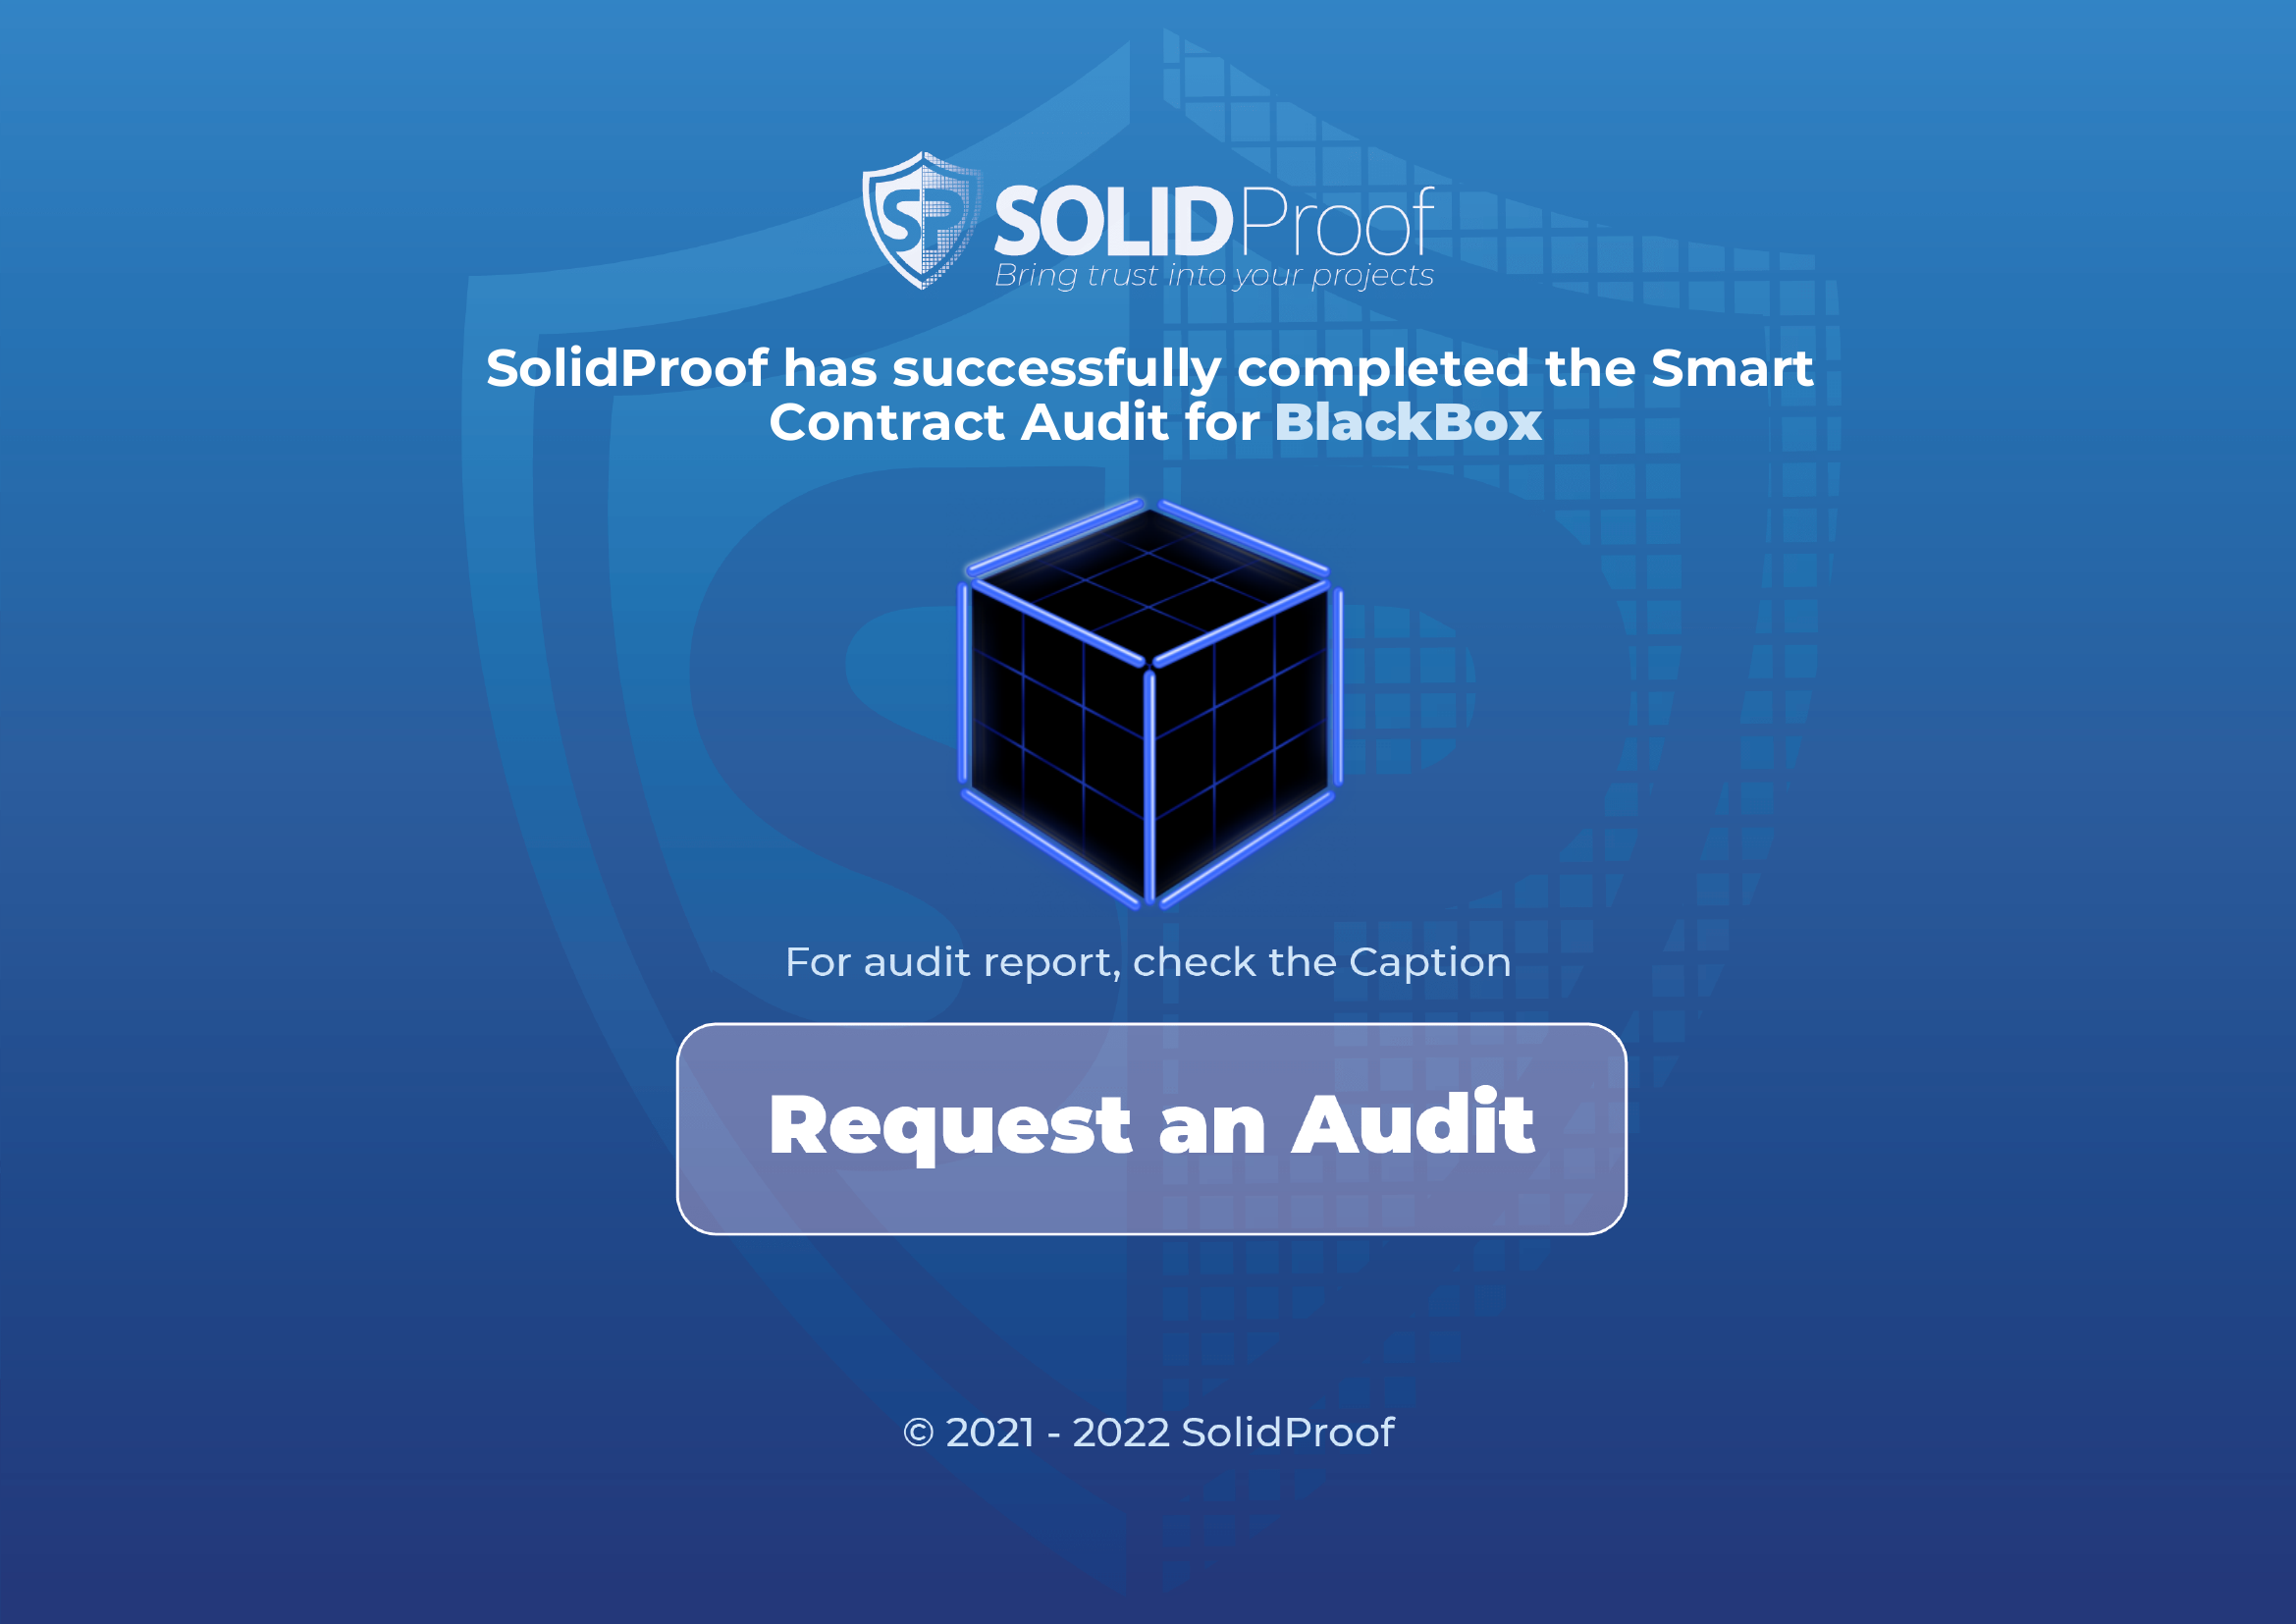 SP SOLIDProof
Bring trust into your projects
SolidProof has successfully completed the Smart
Contract Audit for BlackBox
For audit report, check the Caption
Request an Audit
© 2021 - 2022 SolidProof